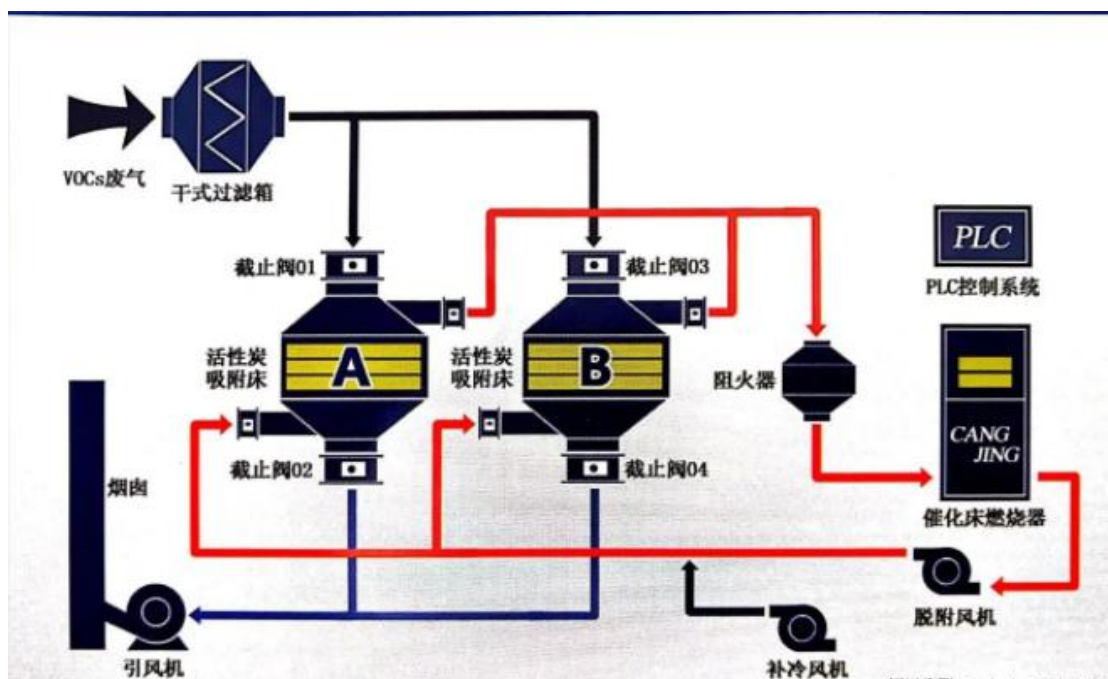 VOCs废气
干式过滤箱
截止阀01
截止阀03
PLC
PLC控制系统
活性炭
吸附床
A
活性炭
吸附床
B
阻火器
截止阀02
截止阀04
CANG
JING
烟囱
催化床燃烧器
脱附风机
引风机
补冷风机